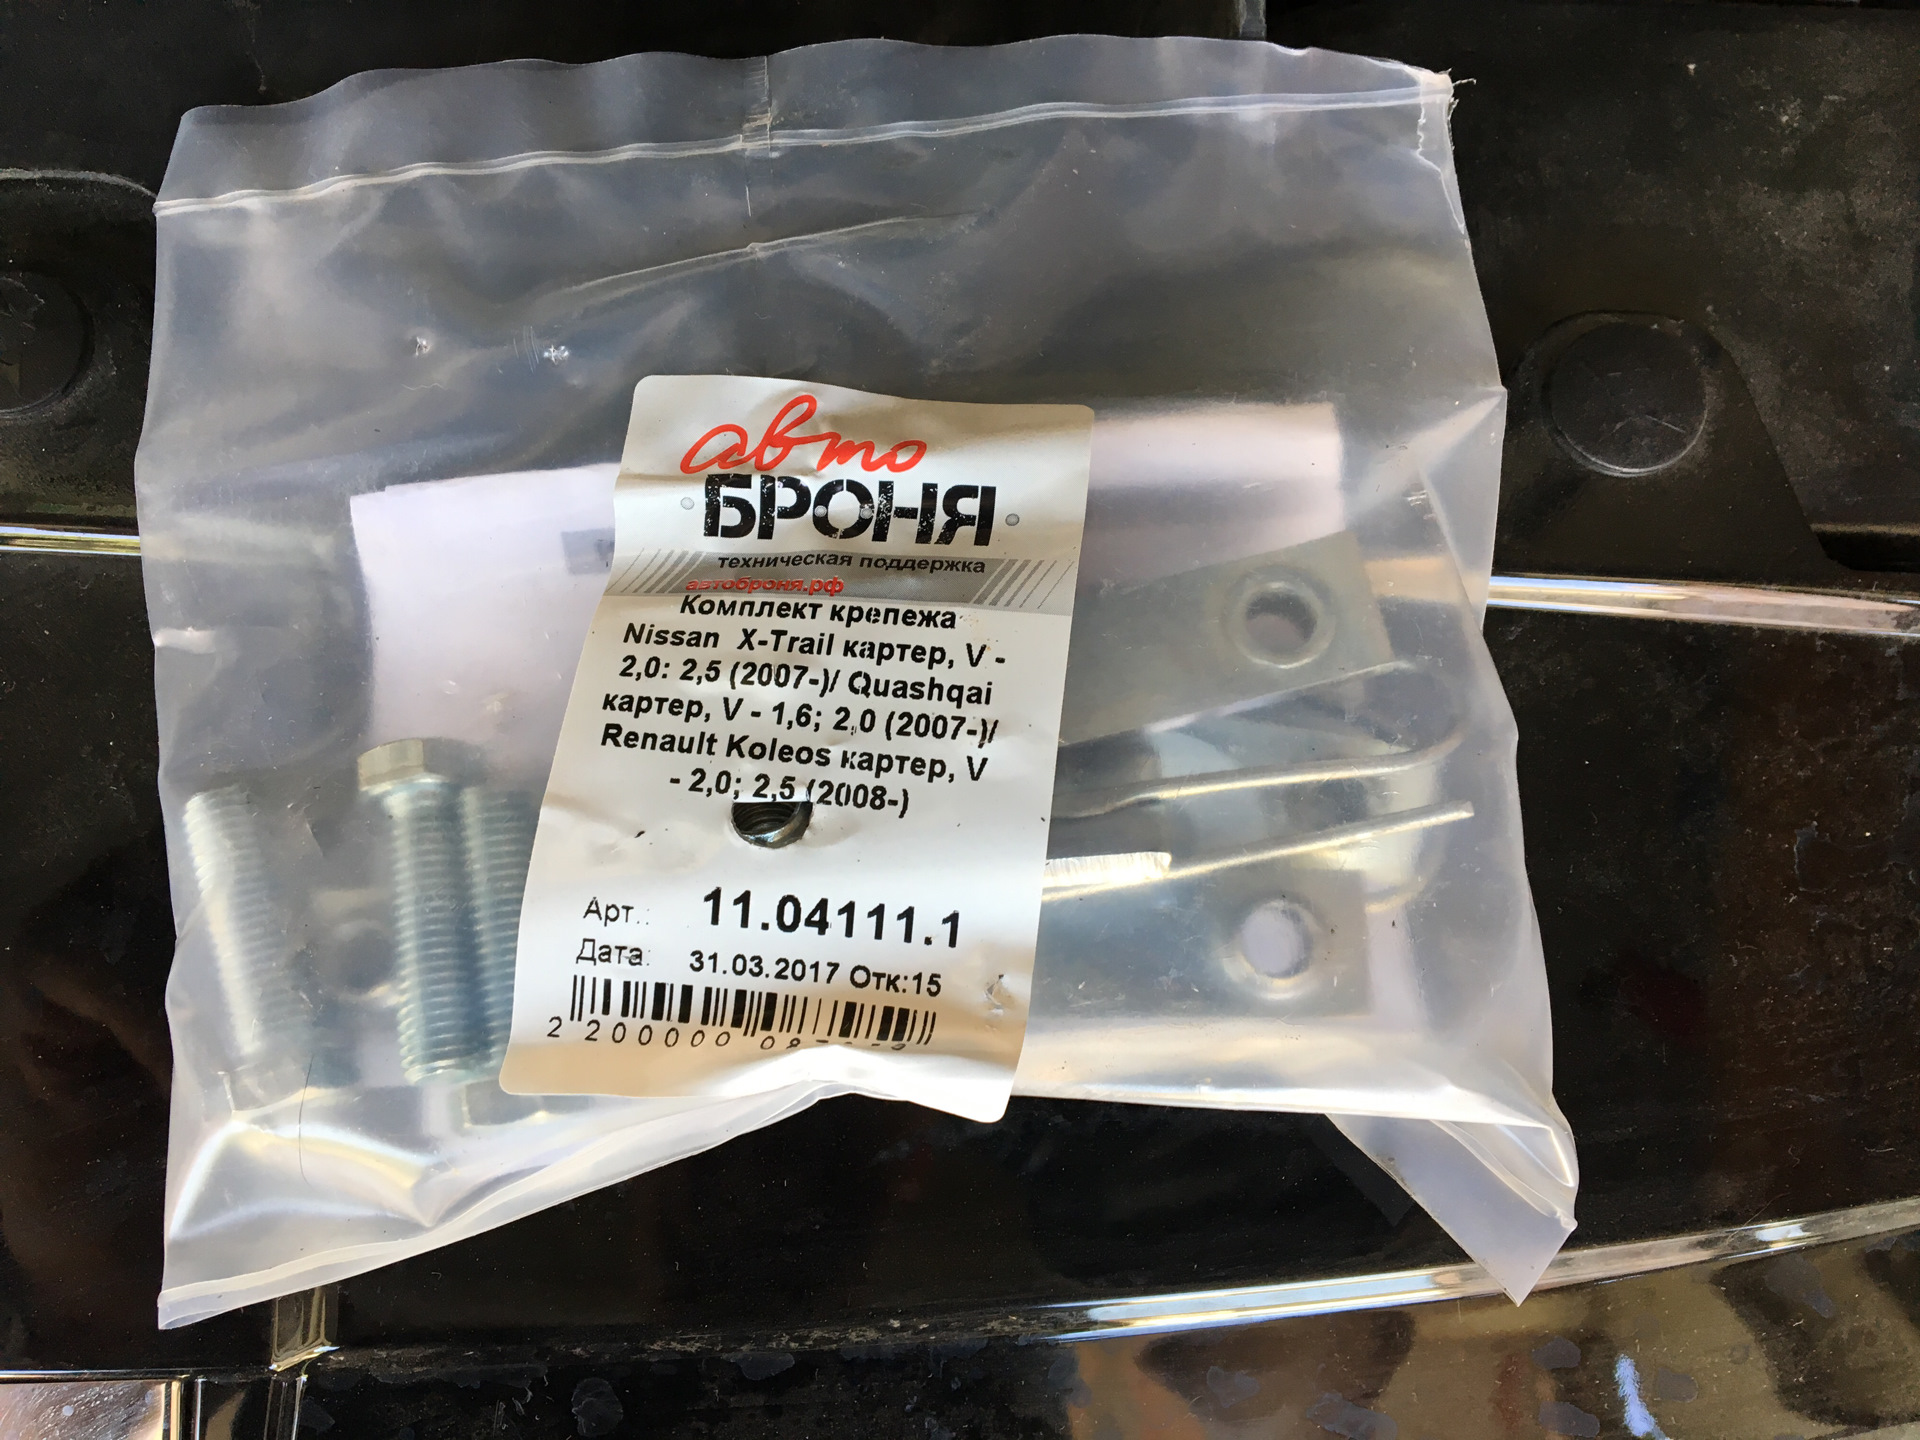 авто
БРОНЯ
техническая поддержка
автоброня.рф
Комплект крепежа
Nissan X-Trail картер, V -
2,0: 2,5 (2007-)/ Quashqai
картер, V - 1,6; 2,0 (2007-)/
Renault Koleos картер, V
- 2,0; 2,5 (2008-)
Арт.: 11.04111.1
Дата: 31.03.2017 Отк:15
2 200000